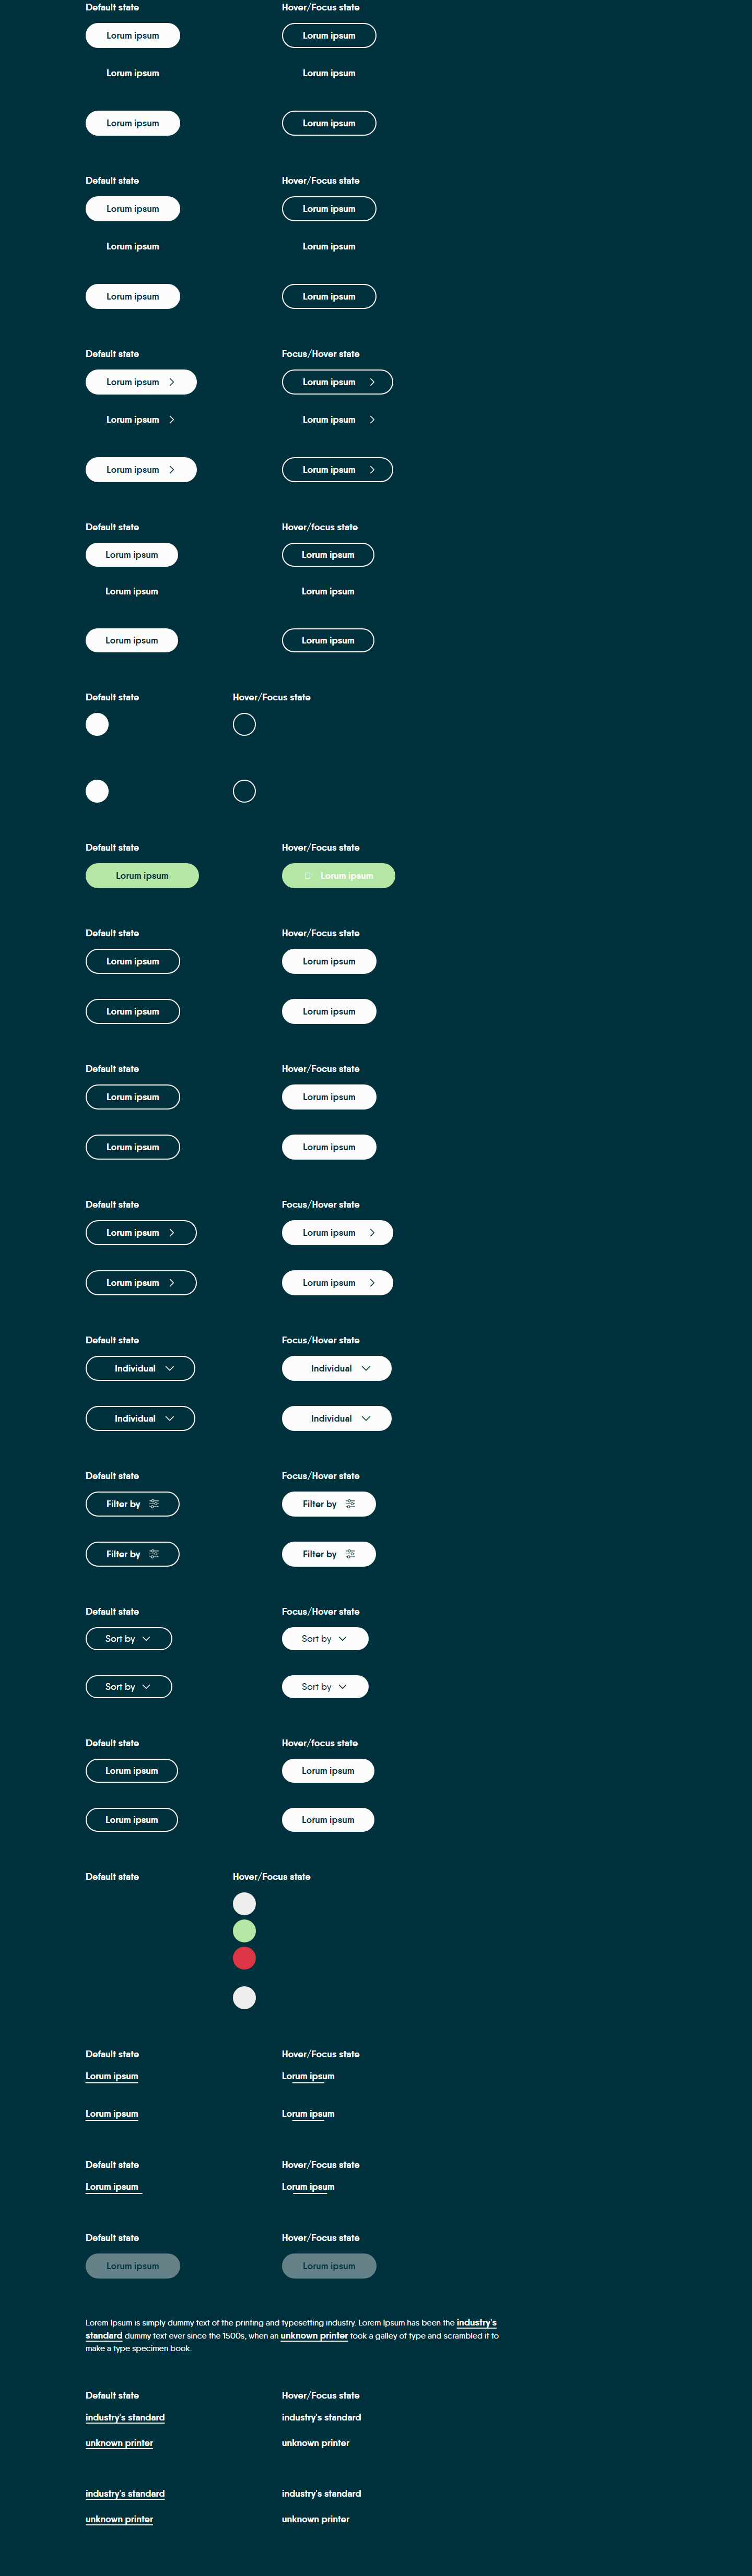 Default state Hover/Focus state
Lorum ipsum Lorum ipsum
Lorum ipsum Lorum ipsum
Lorum ipsum Lorum ipsum
Default state Hover/Focus state
Lorum ipsum Lorum ipsum
Lorum ipsum Lorum ipsum
Lorum ipsum Lorum ipsum
Default state Focus/Hover state
Lorum ipsum Lorum ipsum
Lorum ipsum Lorum ipsum
Lorum ipsum Lorum ipsum
Default state Hover/focus state
Lorum ipsum Lorum ipsum
Lorum ipsum Lorum ipsum
Lorum ipsum Lorum ipsum
Default state Hover/Focus state
Default state Hover/Focus state
Lorum ipsum Lorum ipsum
Default state Hover/Focus state
Lorum ipsum Lorum ipsum
Lorum ipsum Lorum ipsum
Default state Hover/Focus state
Lorum ipsum Lorum ipsum
Lorum ipsum Lorum ipsum
Default state Focus/Hover state
Lorum ipsum Lorum ipsum
Lorum ipsum Lorum ipsum
Default state Focus/Hover state
Individual Individual
Individual Individual
Default state Focus/Hover state
Filter by Filter by
Filter by Filter by
Default state Focus/Hover state
Sort by Sort by
Sort by Sort by
Default state Hover/focus state
Lorum ipsum Lorum ipsum
Lorum ipsum Lorum ipsum
Default state Hover/Focus state
Default state Hover/Focus state
Lorum ipsum Lorum ipsum
Lorum ipsum Lorum ipsum
Default state Hover/Focus state
Lorum ipsum Lorum ipsum
Default state Hover/Focus state
Lorum ipsum Lorum ipsum
Lorem Ipsum is simply dummy text of the printing and typesetting industry. Lorem Ipsum has been the industry's
standard dummy text ever since the 1500s, when an unknown printer took a galley of type and scrambled it to
make a type specimen book.
Default state Hover/Focus state
industry's standard industry's standard
unknown printer unknown printer
industry's standard industry's standard
unknown printer unknown printer